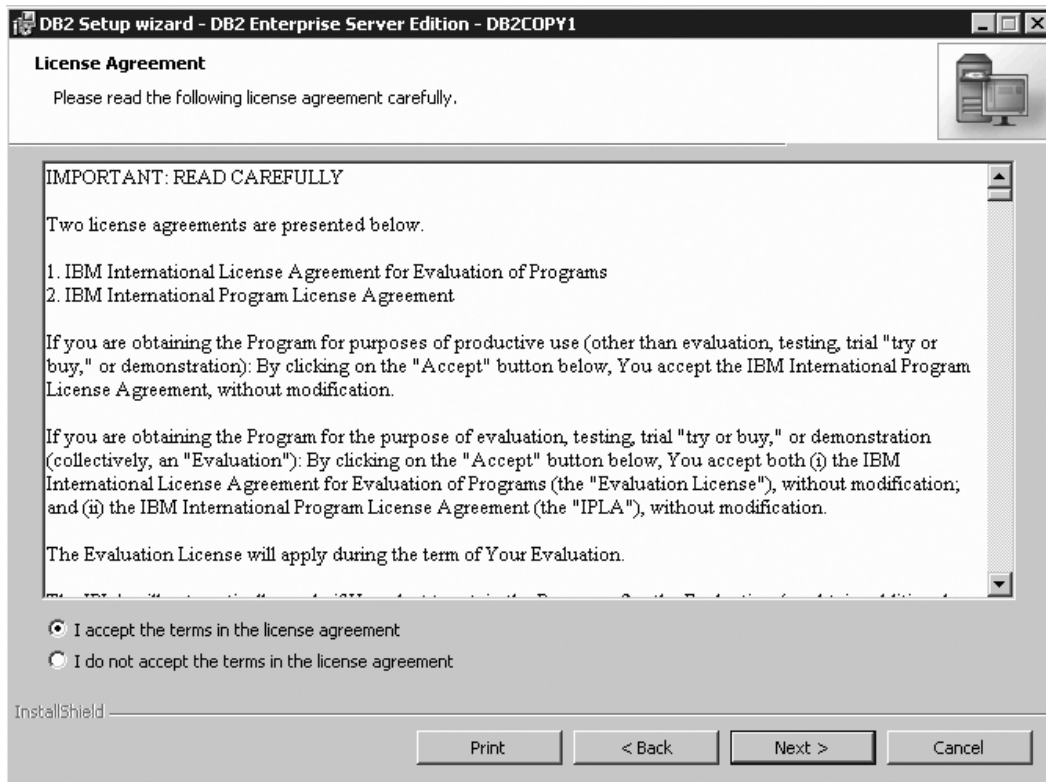 DB2 Setup wizard - DB2 Enterprise Server Edition - DB2COPY1
License Agreement
Please read the following license agreement carefully.
IMPORTANT: READ CAREFULLY
Two license agreements are presented below.
1. IBM International License Agreement for Evaluation of Programs
2. IBM International Program License Agreement
If you are obtaining the Program for purposes of productive use (other than evaluation, testing, trial "try or
buy," or demonstration): By clicking on the "Accept" button below, You accept the IBM International Program
License Agreement, without modification.
If you are obtaining the Program for the purpose of evaluation, testing, trial "try or buy," or demonstration
(collectively, an "Evaluation"): By clicking on the "Accept" button below, You accept both (i) the IBM
International License Agreement for Evaluation of Programs (the "Evaluation License"), without modification;
and (ii) the IBM International Program License Agreement (the "IPLA"), without modification.
The Evaluation License will apply during the term of Your Evaluation.
I accept the terms in the license agreement
I do not accept the terms in the license agreement
InstallShield
Print
< Back
Next >
Cancel